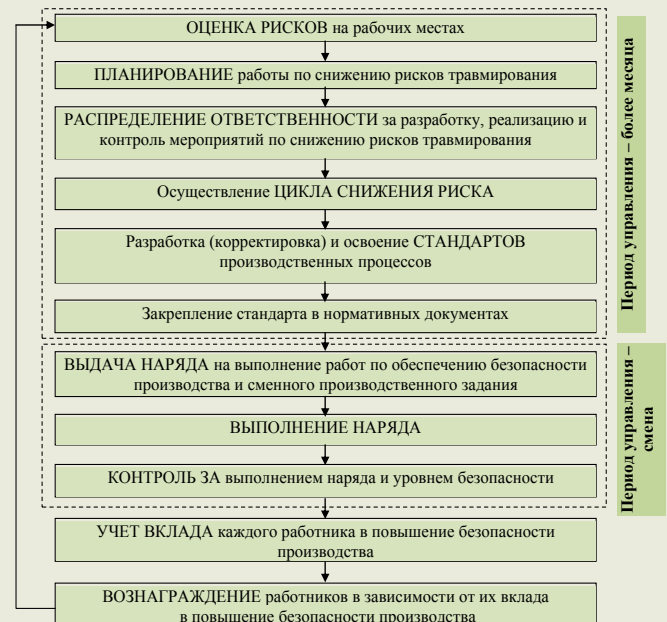 ОЦЕНКА РИСКОВ на рабочих местах
ПЛАНИРОВАНИЕ работы по снижению рисков травмирования
РАСПРЕДЕЛЕНИЕ ОТВЕТСТВЕННОСТИ за разработку, реализацию и
контроль мероприятий по снижению рисков травмирования
Осуществление ЦИКЛА СНИЖЕНИЯ РИСКА
Разработка (корректировка) и освоение СТАНДАРТОВ
производственных процессов
Закрепление стандарта в нормативных документах
Период управления – более месяца
ВЫДАЧА НАРЯДА на выполнение работ по обеспечению безопасности
производства и сменного производственного задания
ВЫПОЛНЕНИЕ НАРЯДА
КОНТРОЛЬ ЗА выполнением наряда и уровнем безопасности
Период управления –
смена
УЧЕТ ВКЛАДА каждого работника в повышение безопасности
производства
ВОЗНАГРАЖДЕНИЕ работников в зависимости от их вклада
в повышение безопасности производства